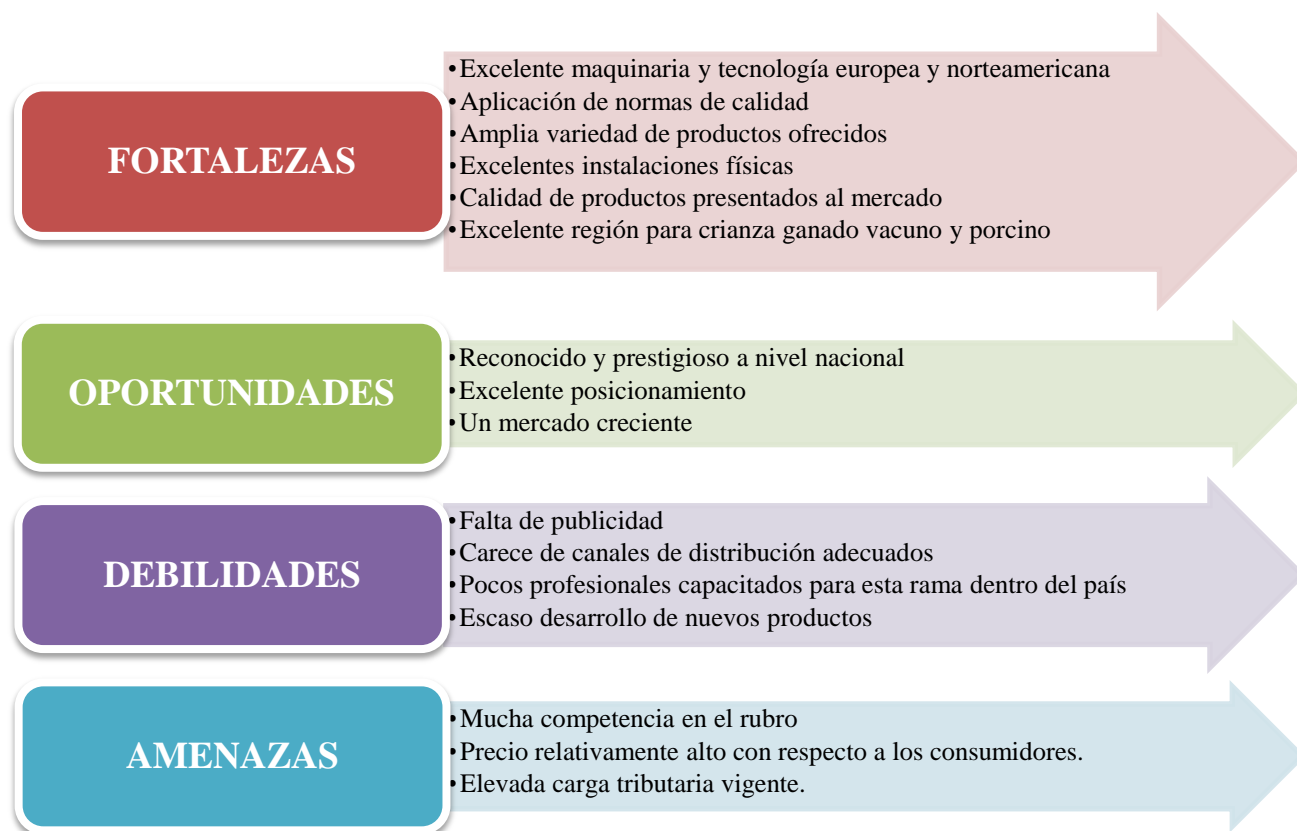 FORTALEZAS
•Excelente maquinaria y tecnología europea y norteamericana
•Aplicación de normas de calidad
•Amplia variedad de productos ofrecidos
•Excelentes instalaciones físicas
•Calidad de productos presentados al mercado
•Excelente región para crianza ganado vacuno y porcino
OPORTUNIDADES
•Reconocido y prestigioso a nivel nacional
•Excelente posicionamiento
•Un mercado creciente
DEBILIDADES
•Falta de publicidad
•Carece de canales de distribución adecuados
•Pocos profesionales capacitados para esta rama dentro del país
•Escaso desarrollo de nuevos productos
AMENAZAS
•Mucha competencia en el rubro
•Precio relativamente alto con respecto a los consumidores.
•Elevada carga tributaria vigente.